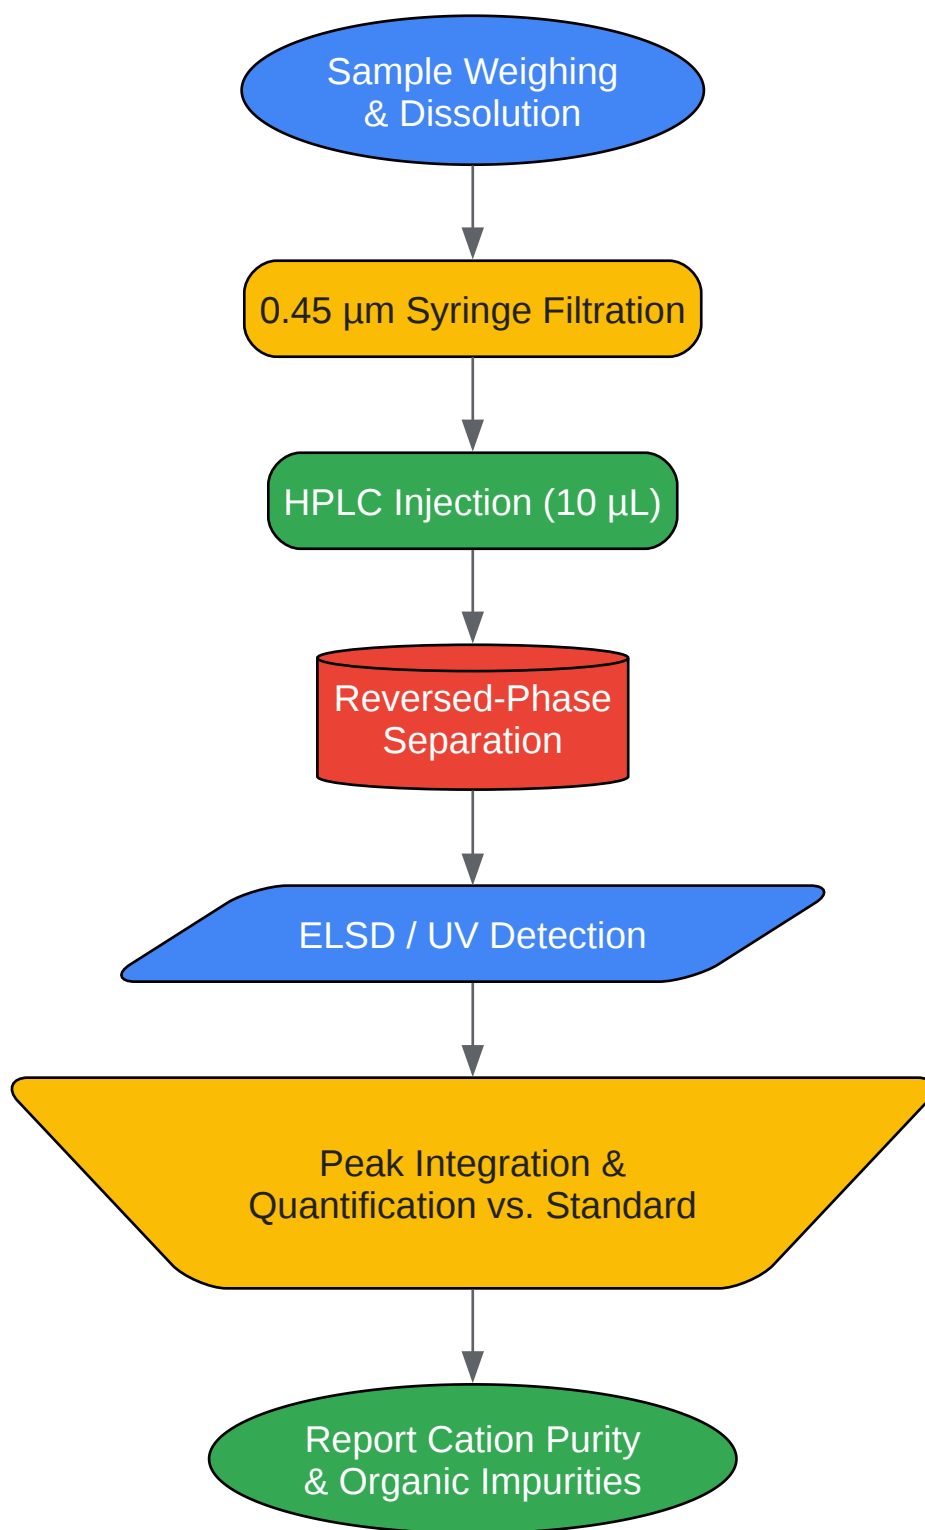 Sample Weighing
& Dissolution
0.45 µm Syringe Filtration
HPLC Injection (10 µL)
Reversed-Phase
Separation
ELSD / UV Detection
Peak Integration &
Quantification vs. Standard
Report Cation Purity
& Organic Impurities